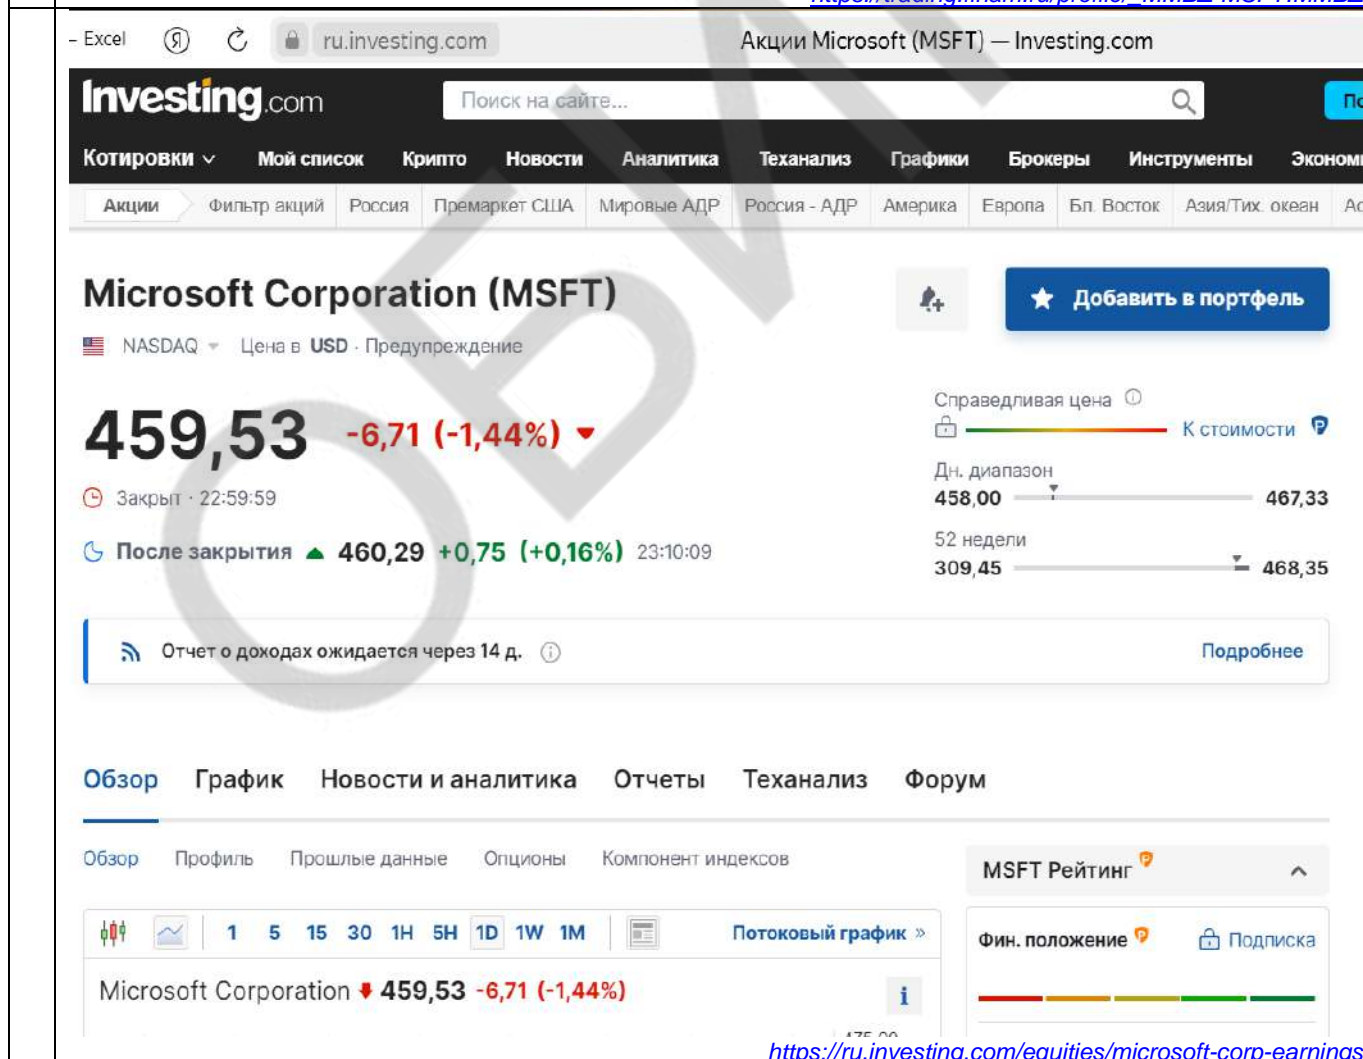 – Excel Я ru.investing.com Акции Microsoft (MSFT) — Investing.com
Investing.com Поиск на сайте...
Котировки Мой список Крипто Новости Аналитика Теханализ Графики Брокеры Инструменты
Акции Фильтр акций Россия Премаркет США Мировые АДР Россия - АДР Америка Европа Бл. Восток Азия/Тих. океан
Microsoft Corporation (MSFT)
Добавить в портфель
NASDAQ Цена в USD · Предупреждение
459,53 -6,71 (-1,44%)
Справедливая цена
К стоимости
Закрыт · 22:59:59
Дн. диапазон
458,00 467,33
После закрытия 460,29 +0,75 (+0,16%) 23:10:09
52 недели
309,45 468,35
Отчет о доходах ожидается через 14 д. Подробнее
Обзор График Новости и аналитика Отчеты Теханализ Форум
Обзор Профиль Прошлые данные Опционы Компонент индексов
MSFT Рейтинг
1 5 15 30 1H 5H 1D 1W 1M Потоковый график »
Фин. положение Подписка
Microsoft Corporation 459,53 -6,71 (-1,44%)
https://ru.investing.com/equities/microsoft-corp-earnings